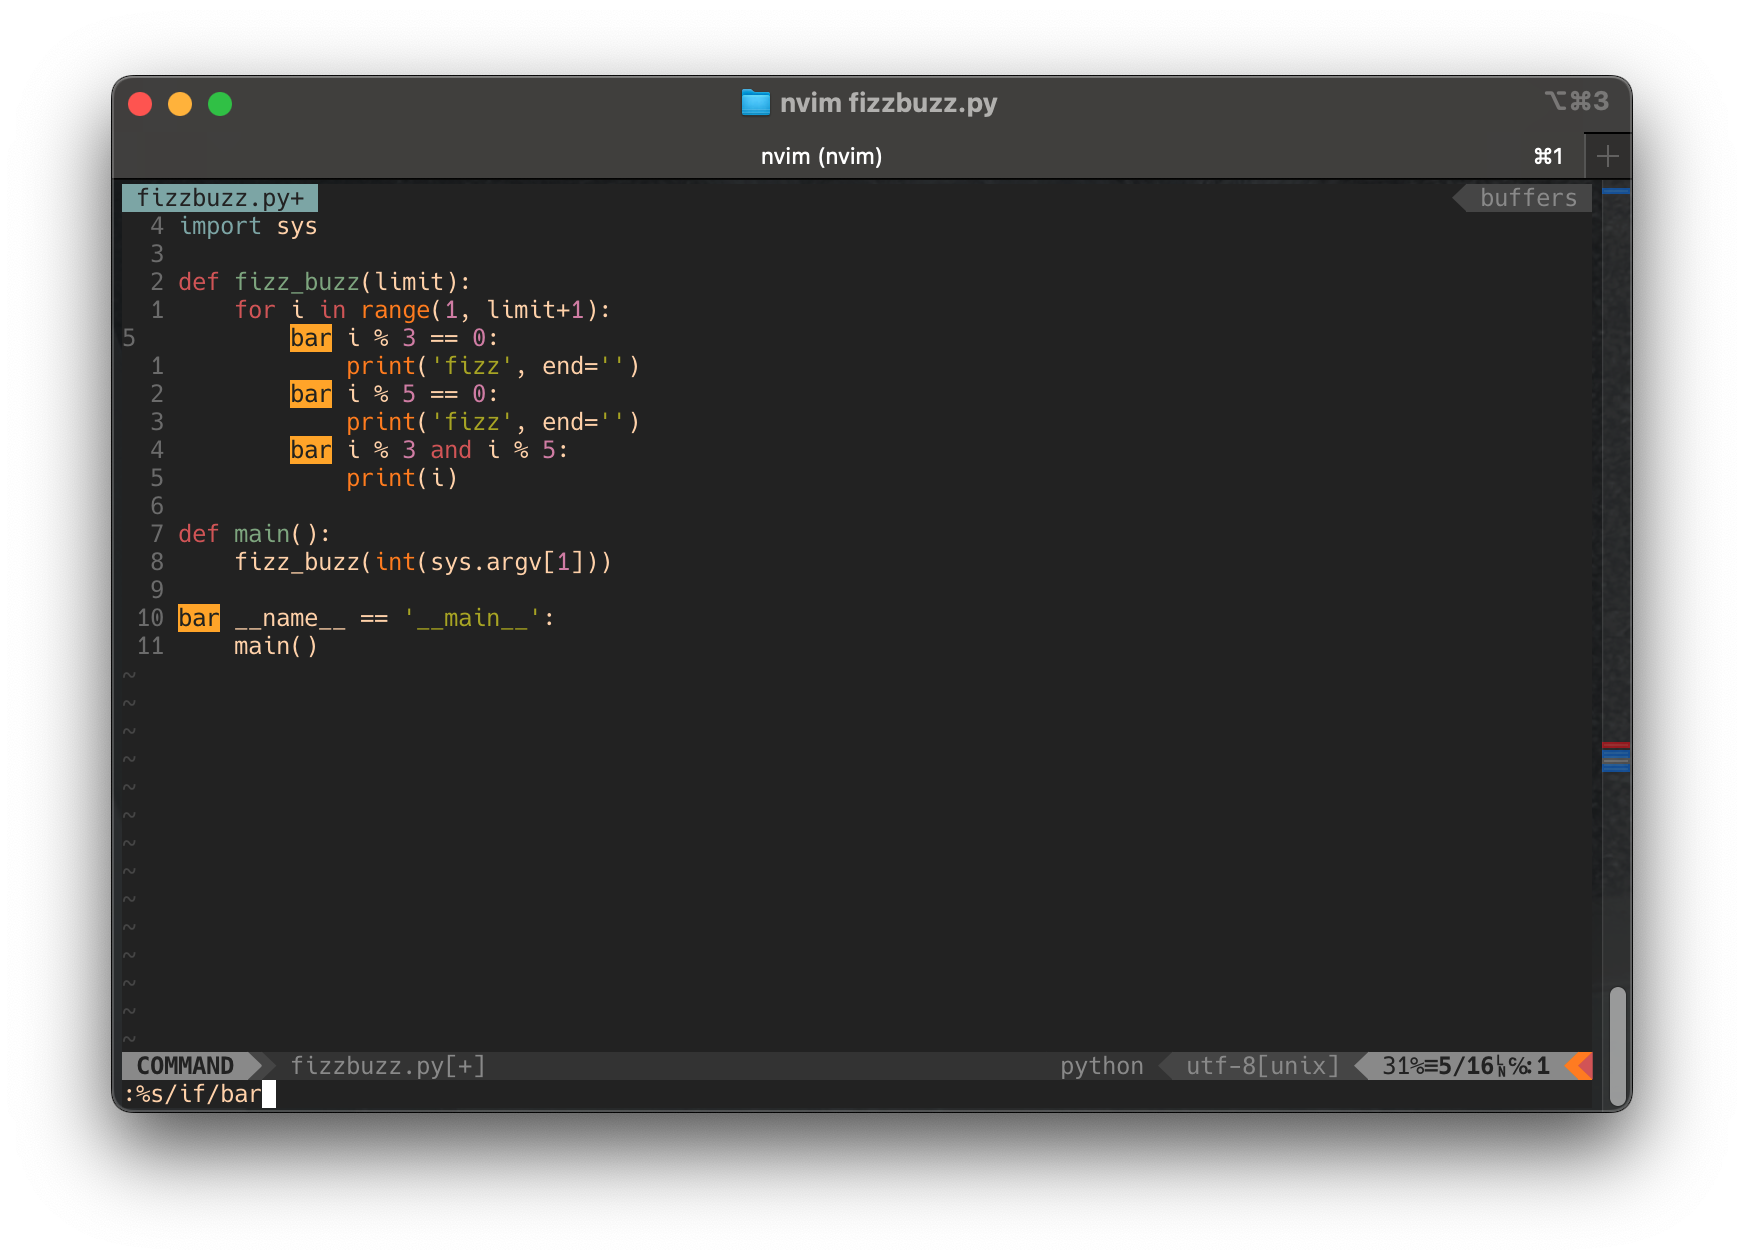 nvim fizzbuzz.py ⌥⌘3
nvim (nvim) ⌘1
fizzbuzz.py+ buffers
4 import sys
3
2 def fizz_buzz(limit):
1     for i in range(1, limit+1):
5         bar i % 3 == 0:
1             print('fizz', end='')
2         bar i % 5 == 0:
3             print('fizz', end='')
4         bar i % 3 and i % 5:
5             print(i)
6
7 def main():
8     fizz_buzz(int(sys.argv[1]))
9
10 bar __name__ == '__main__':
11     main()
~
~
~
~
~
~
~
~
~
~
~
~
~
~
COMMAND fizzbuzz.py[+] python utf-8[unix] 31%≡5/16␤℅:1
:%s/if/bar